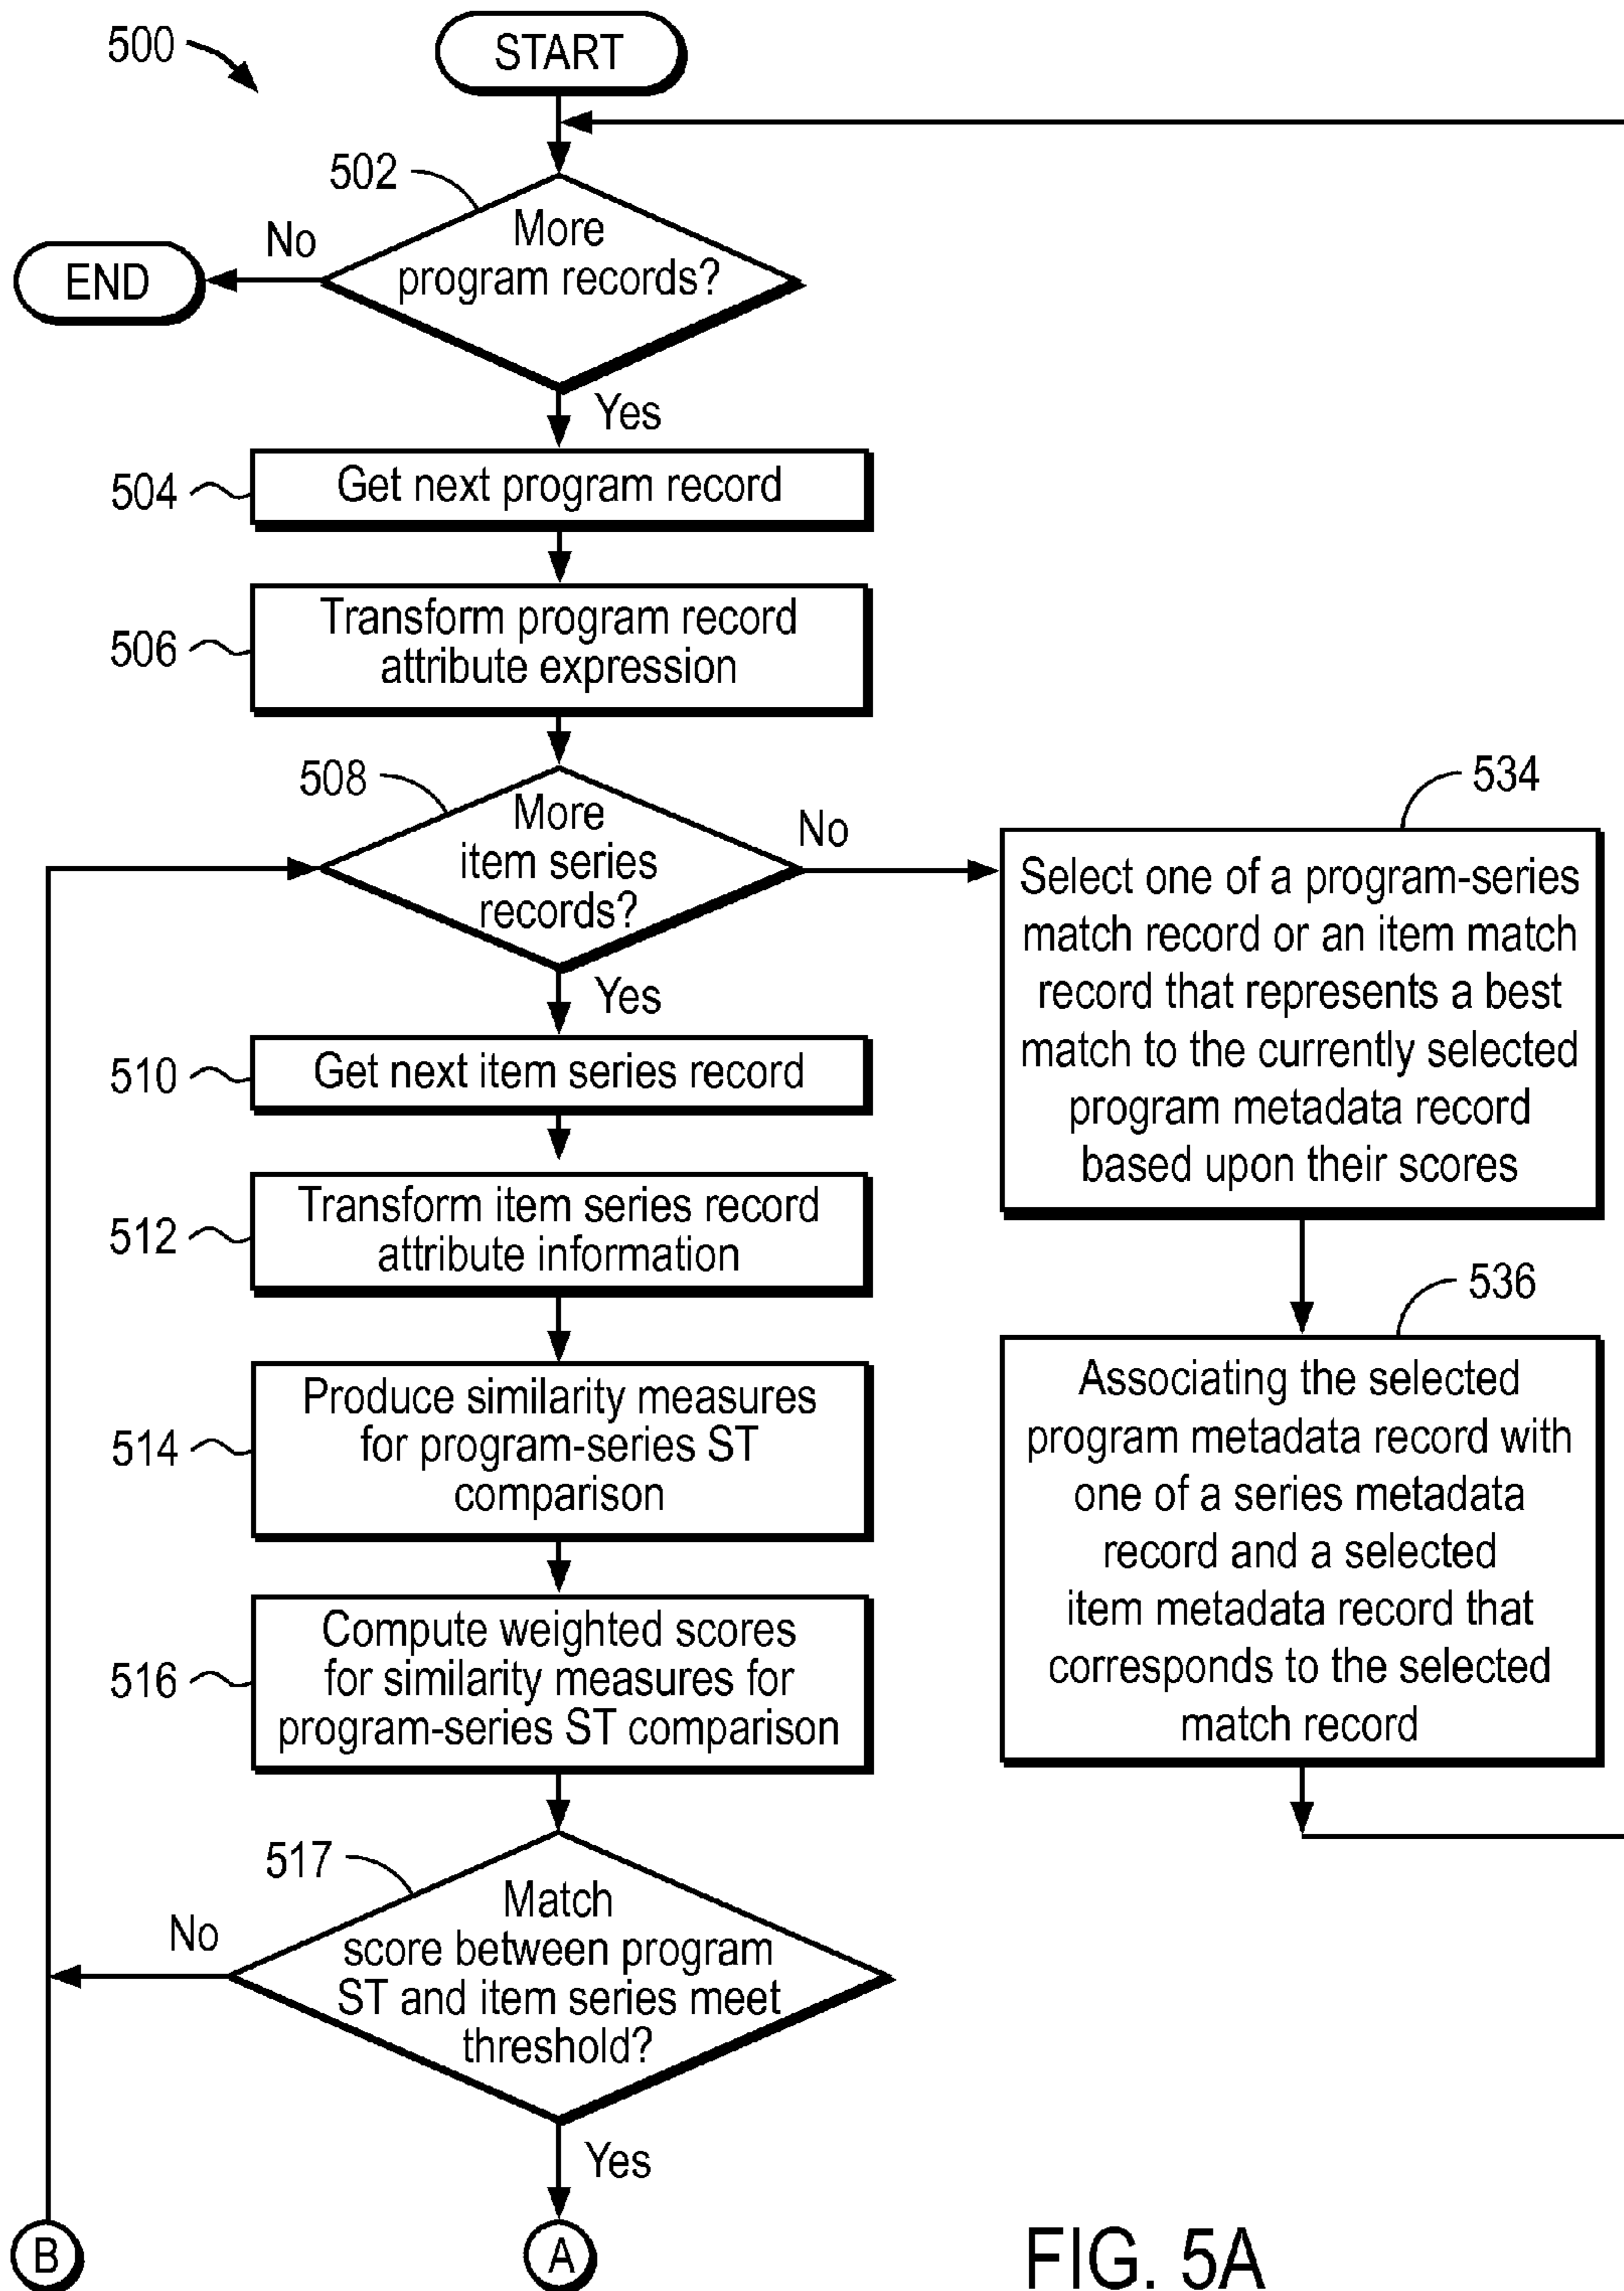 500
START
502
More
program records?
No
END
Yes
504
Get next program record
506
Transform program record
attribute expression
508
More
item series
records?
No
Yes
510
Get next item series record
512
Transform item series record
attribute information
514
Produce similarity measures
for program-series ST
comparison
516
Compute weighted scores
for similarity measures for
program-series ST comparison
517
Match
score between program
ST and item series meet
threshold?
No
Yes
B
A
534
Select one of a program-series
match record or an item match
record that represents a best
match to the currently selected
program metadata record
based upon their scores
536
Associating the selected
program metadata record with
one of a series metadata
record and a selected
item metadata record that
corresponds to the selected
match record
FIG. 5A